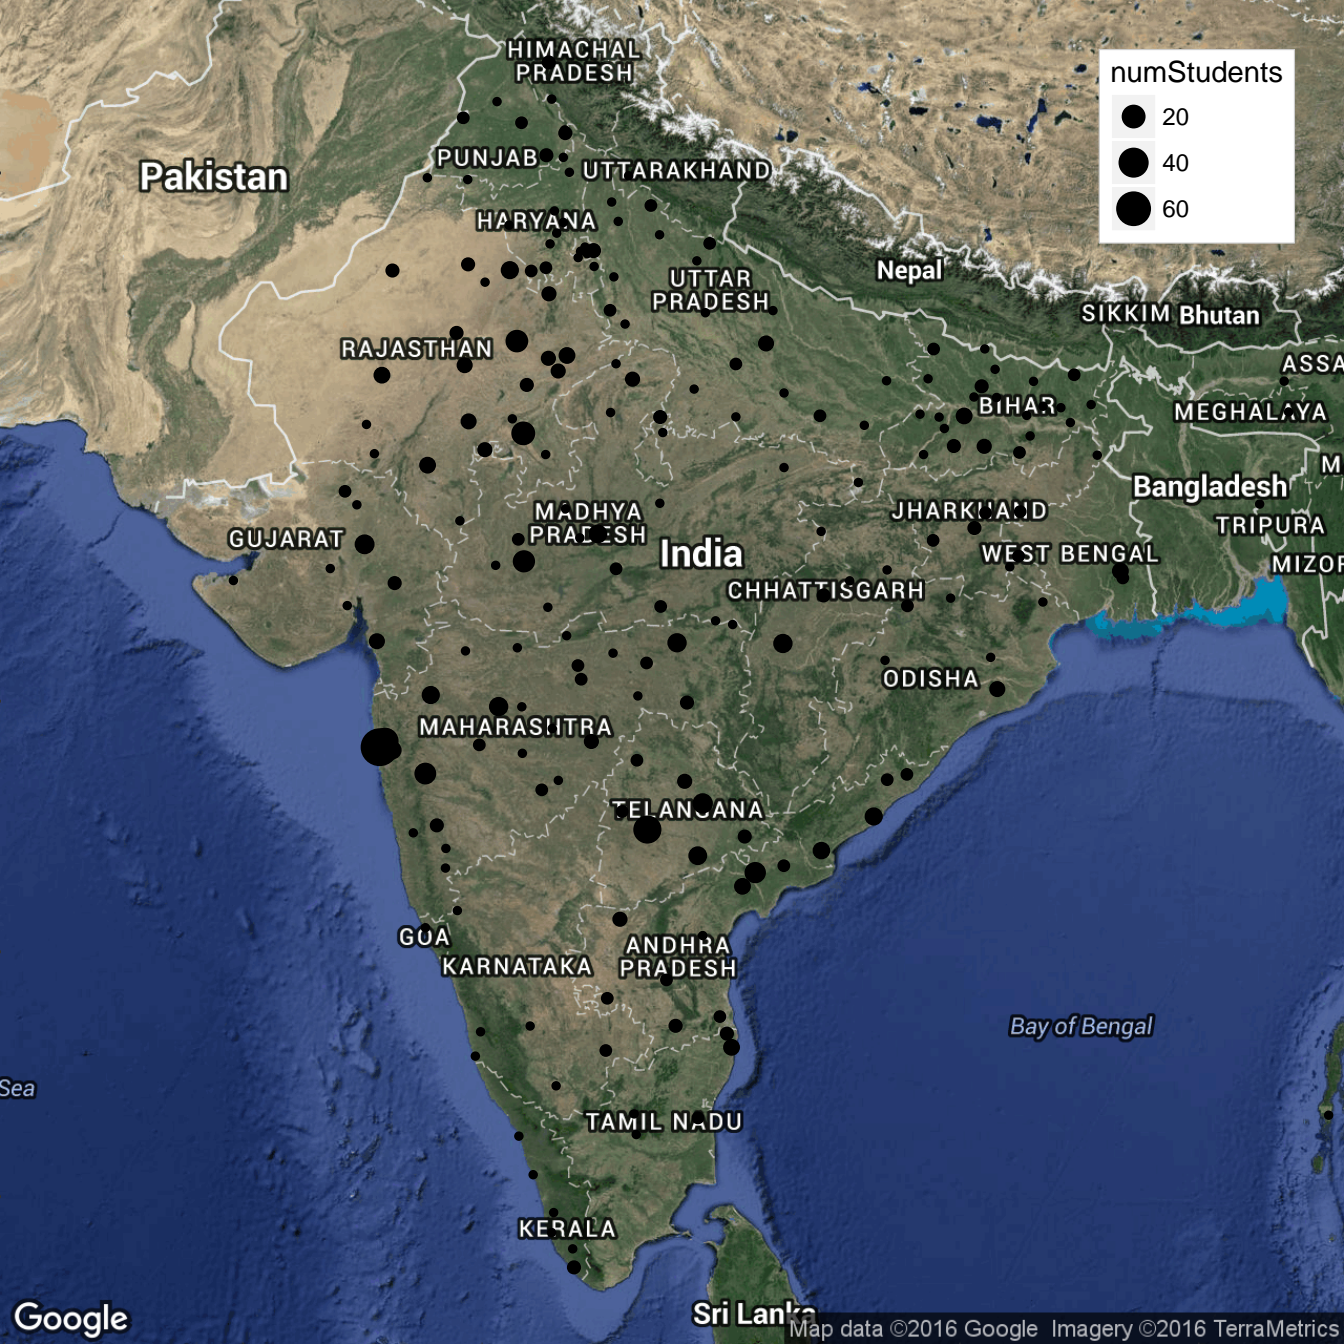 HIMACHAL
PRADESH
numStudents
20
40
60
PUNJAB
UTTARAKHAND
Pakistan
HARYANA
Nepal
UTTAR
PRADESH
SIKKIM
Bhutan
RAJASTHAN
ASSA
BIHAR
MEGHALAYA
M
Bangladesh
MADHYA
PRADESH
JHARKHAND
GUJARAT
India
TRIPURA
WEST BENGAL
MIZOR
CHHATTISGARH
ODISHA
MAHARASHTRA
TELANGANA
GOA
ANDHRA
PRADESH
KARNATAKA
Bay of Bengal
Sea
TAMIL NADU
KERALA
Sri Lanka
Google
Map data ©2016 Google Imagery ©2016 TerraMetrics